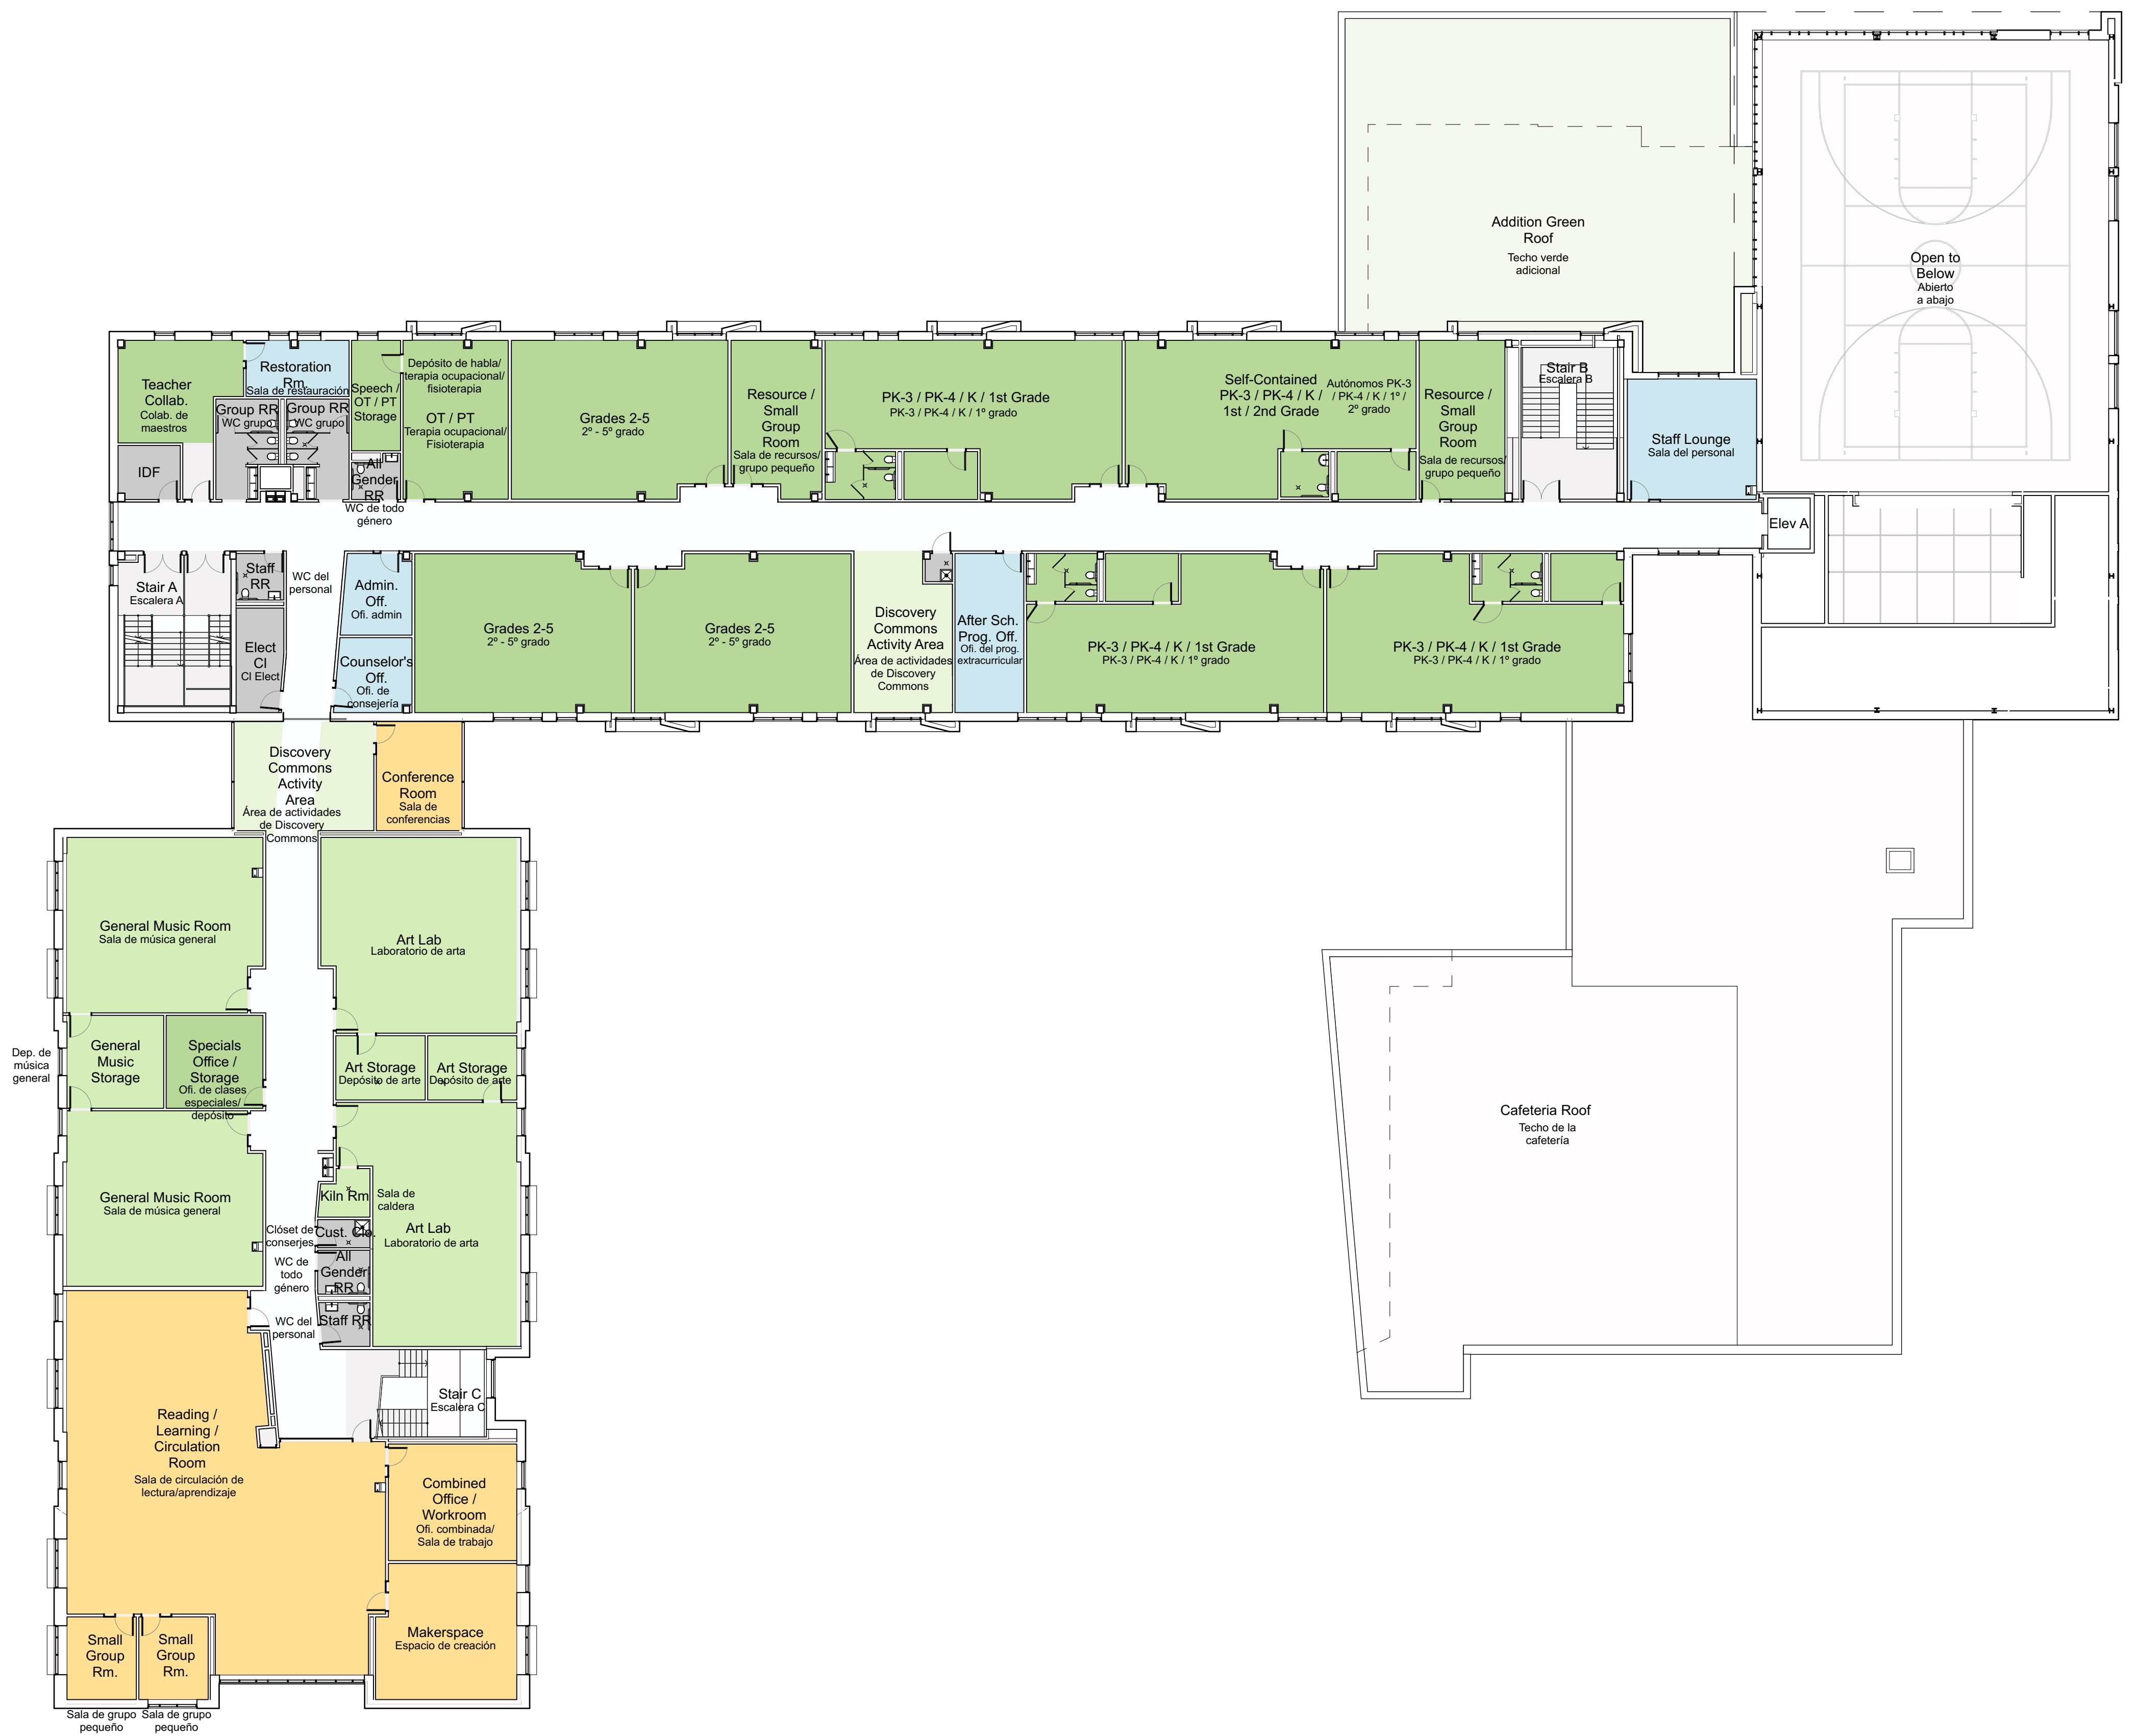 Addition Green
Roof
Techo verde
adicional
Open to
Below
Abierto
a abajo
Teacher
Collab.
Colab. de
maestros
Restoration
Rm.
Sala de restauración
Group RR
WC grupo
Group RR
WC grupo
IDF
Speech /
OT / PT
Storage
All
Gender
RR
WC de todo
género
Depósito de habla/
terapia ocupacional/
fisioterapia
OT / PT
Terapia ocupacional/
Fisioterapia
Grades 2-5
2º - 5º grado
Resource /
Small
Group
Room
Sala de recursos/
grupo pequeño
PK-3 / PK-4 / K / 1st Grade
PK-3 / PK-4 / K / 1º grado
Self-Contained
PK-3 / PK-4 / K /
1st / 2nd Grade
Autónomos PK-3
/ PK-4 / K / 1º /
2º grado
Resource /
Small
Group
Room
Sala de recursos/
grupo pequeño
Stair B
Escalera B
Staff Lounge
Sala del personal
Elev A
Stair A
Escalera A
Staff
RR
WC del
personal
Elect
Cl
Cl Elect
Admin.
Off.
Ofi. admin
Counselor's
Off.
Ofi. de
consejería
Grades 2-5
2º - 5º grado
Grades 2-5
2º - 5º grado
Discovery
Commons
Activity Area
Área de actividades
de Discovery
Commons
After Sch.
Prog. Off.
Ofi. del prog.
extracurricular
PK-3 / PK-4 / K / 1st Grade
PK-3 / PK-4 / K / 1º grado
PK-3 / PK-4 / K / 1st Grade
PK-3 / PK-4 / K / 1º grado
Discovery
Commons
Activity
Area
Área de actividades
de Discovery
Commons
Conference
Room
Sala de
conferencias
General Music Room
Sala de música general
Art Lab
Laboratorio de arta
Dep. de
música
general
General
Music
Storage
Specials
Office /
Storage
Ofi. de clases
especiales/
depósito
Art Storage
Depósito de arte
Art Storage
Depósito de arte
General Music Room
Sala de música general
Kiln Rm
Sala de
caldera
Clóset de
conserjes
Cust. Clo.
WC de
todo
género
All
Gender
RR
Art Lab
Laboratorio de arta
WC del
personal
Staff RR
Stair C
Escalera C
Reading /
Learning /
Circulation
Room
Sala de circulación de
lectura/aprendizaje
Combined
Office /
Workroom
Ofi. combinada/
Sala de trabajo
Makerspace
Espacio de creación
Small
Group
Rm.
Small
Group
Rm.
Sala de grupo
pequeño
Sala de grupo
pequeño
Cafeteria Roof
Techo de la
cafetería